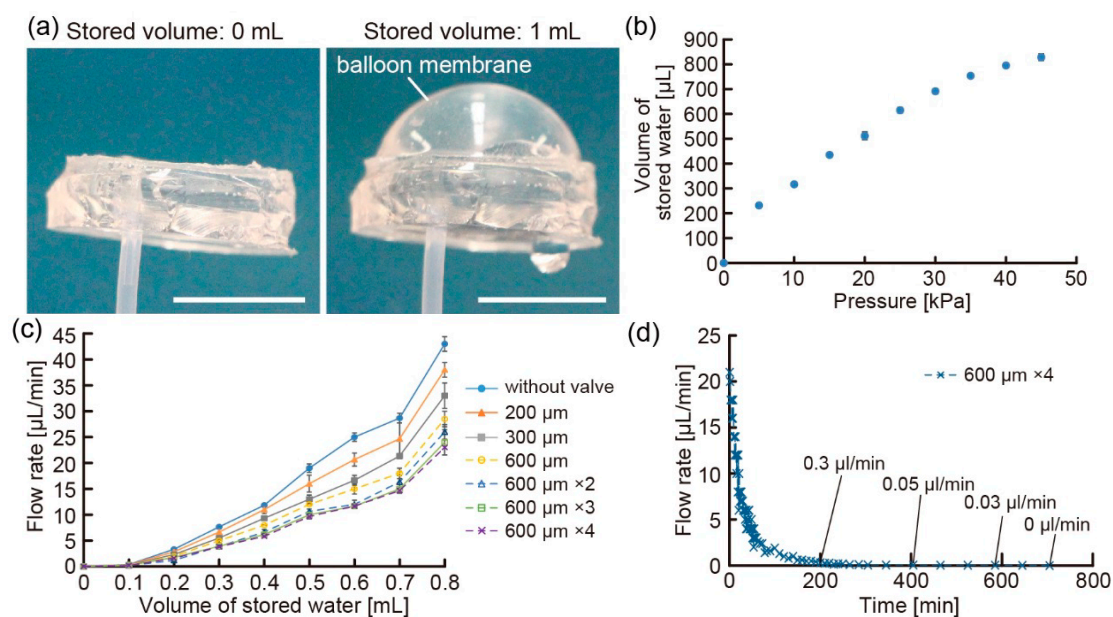 (a)
Stored volume: 0 mL
Stored volume: 1 mL
balloon membrane
(b)
Volume of
stored water [µL]
900
800
700
600
500
400
300
200
100
0
0 10 20 30 40 50
Pressure [kPa]
(c)
Flow rate [µL/min]
45
40
35
30
25
20
15
10
5
0
0 0.1 0.2 0.3 0.4 0.5 0.6 0.7 0.8
Volume of stored water [mL]
without valve
200 µm
300 µm
600 µm
600 µm ×2
600 µm ×3
600 µm ×4
(d)
Flow rate [µL/min]
25
20
15
10
5
0
0 200 400 600 800
Time [min]
600 µm ×4
0.3 µl/min
0.05 µl/min
0.03 µl/min
0 µl/min